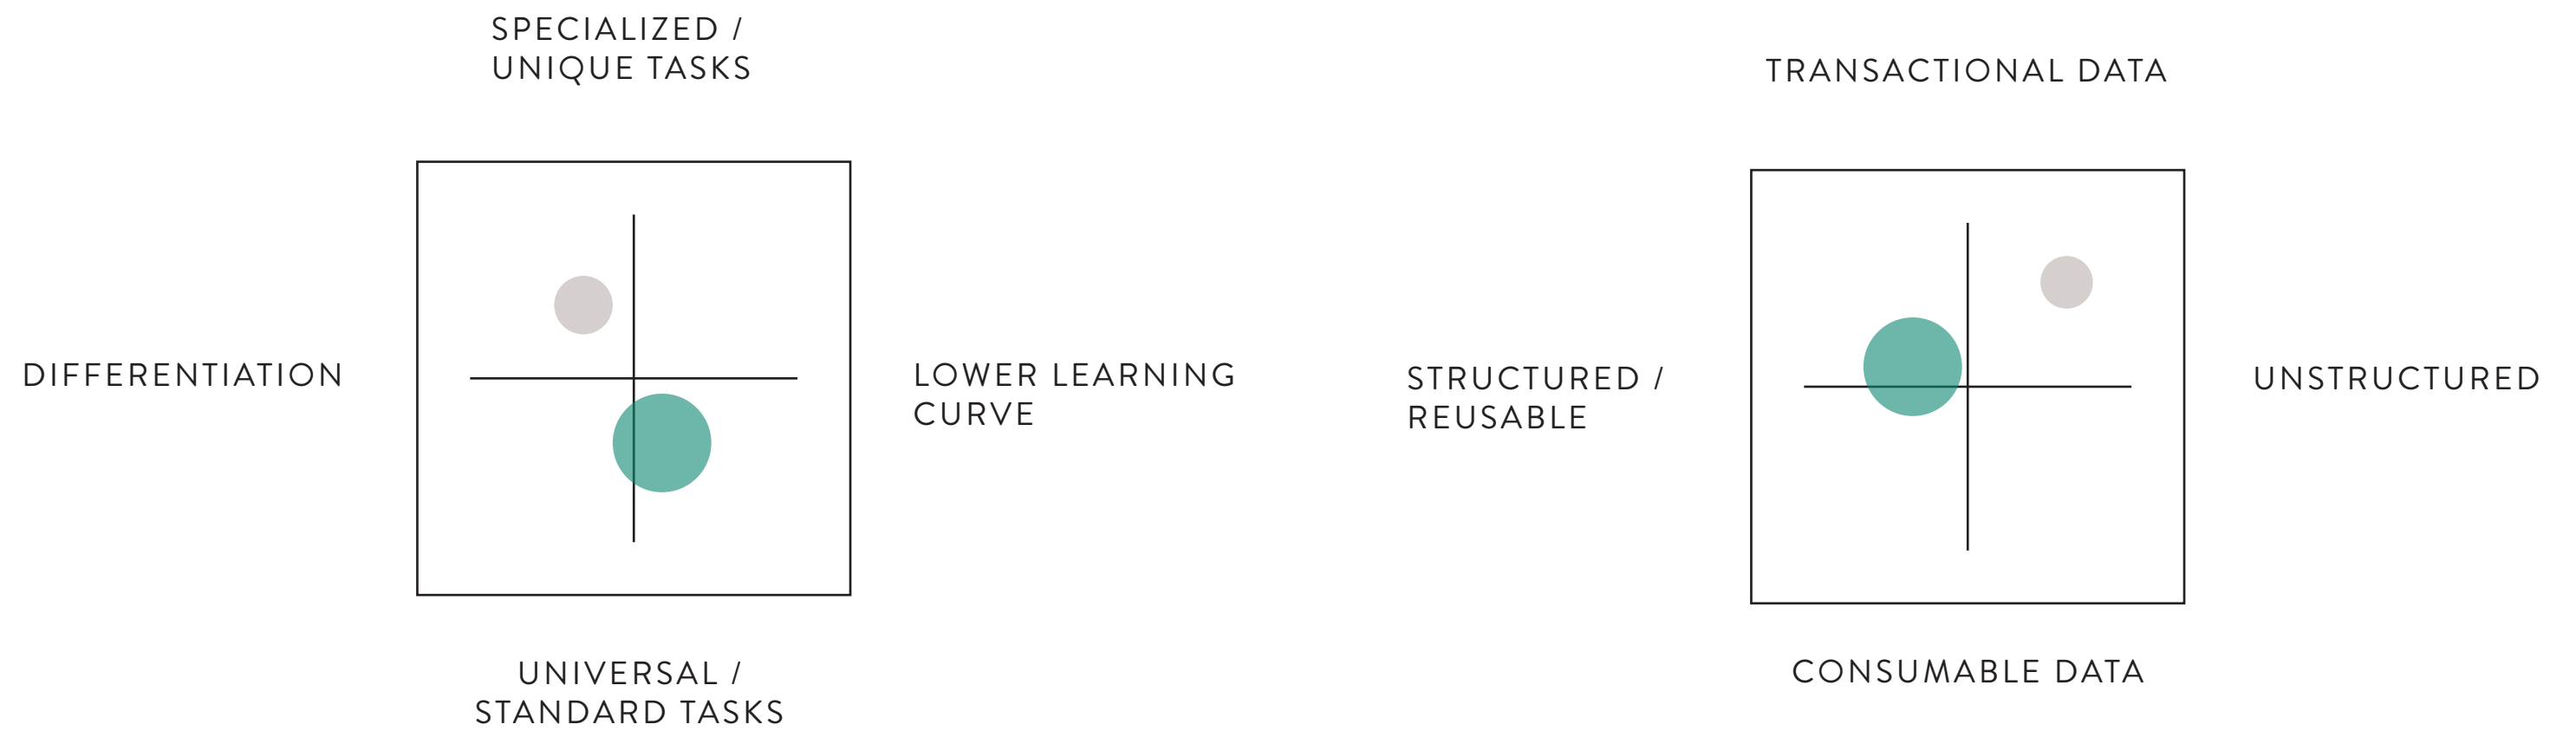 SPECIALIZED /
UNIQUE TASKS
DIFFERENTIATION
LOWER LEARNING
CURVE
UNIVERSAL /
STANDARD TASKS
TRANSACTIONAL DATA
STRUCTURED /
REUSABLE
UNSTRUCTURED
CONSUMABLE DATA